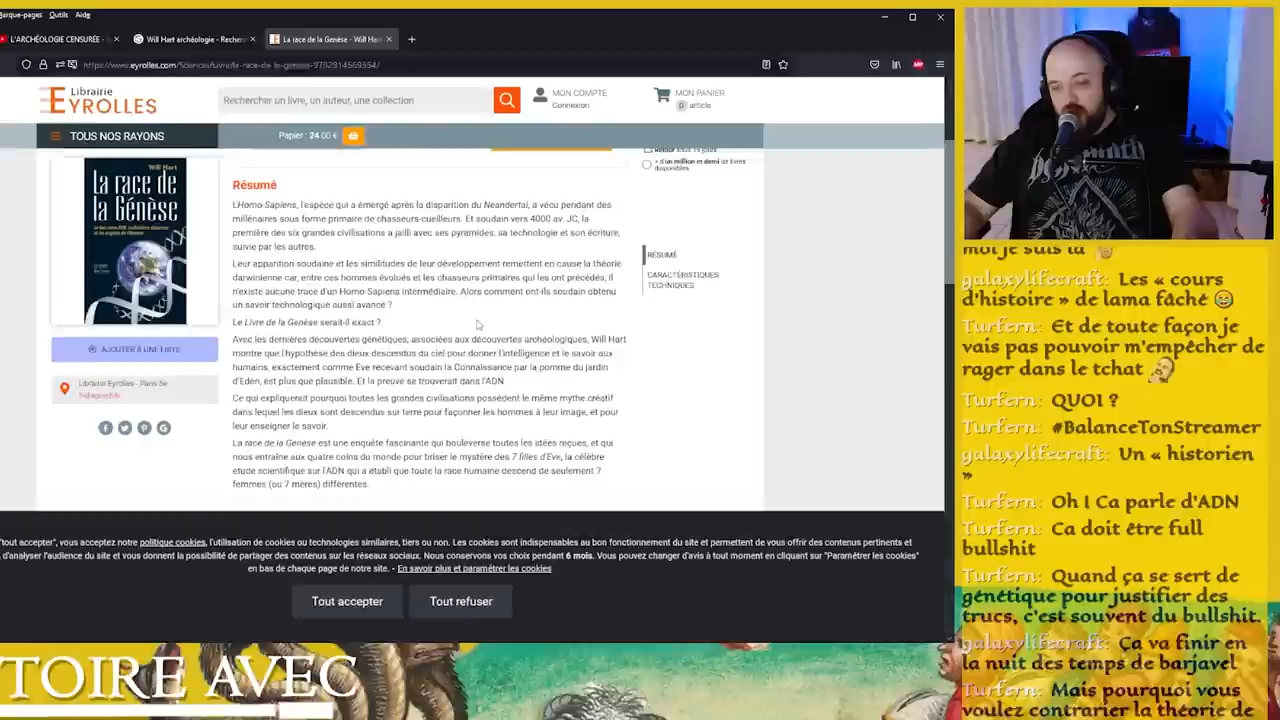 Marque-pages Outils Aide
L'ARCHÉOLOGIE CENSURÉE -
Will Hart archéologie - Recher
La race de la Genèse - Will Hart
https://www.eyrolles.com/Sciences/Livre/la-race-de-la-genese-9782914569354/
Librairie
EYROLLES
Rechercher un livre, un auteur, une collection
MON COMPTE
Connexion
MON PANIER
0 article
TOUS NOS RAYONS
Papier : 24.00 €
Retour sous 15 jours
+ d'un million et demi de livres
disponibles
Will Hart
La race de
la Génèse
Résumé
L'Homo-Sapiens, l'espèce qui a émergé après la disparition du Neandertal, a vécu pendant des
millénaires sous forme primaire de chasseurs-cueilleurs. Et soudain vers 4000 av. JC, la
première des six grandes civilisations a jailli avec ses pyramides, sa technologie et son écriture,
suivie par les autres.
Leur apparition soudaine et les similitudes de leur développement remettent en cause la théorie
darwinienne car, entre ces hommes évolués et les chasseurs primaires qui les ont précédés, il
n'existe aucune trace d'un Homo-Sapiens intermédiaire. Alors comment ont-ils soudain obtenu
un savoir technologique aussi avancé ?
Le Livre de la Genèse serait-il exact ?
Avec les dernières découvertes génétiques, associées aux découvertes archéologiques, Will Hart
montre que l'hypothèse des dieux descendus du ciel pour donner l'intelligence et le savoir aux
humains, exactement comme Eve recevant soudain la Connaissance par la pomme du jardin
d'Eden, est plus que plausible. Et la preuve se trouverait dans l'ADN.
Ce qui expliquerait pourquoi toutes les grandes civilisations possèdent le même mythe créatif
dans lequel les dieux sont descendus sur terre pour façonner les hommes à leur image, et pour
leur enseigner le savoir.
La race de la Genèse est une enquête fascinante qui bouleverse toutes les idées reçues, et qui
nous entraîne aux quatre coins du monde pour briser le mystère des 7 filles d'Eve, la célèbre
étude scientifique sur l'ADN qui a établi que toute la race humaine descend de seulement 7
femmes (ou 7 mères) différentes.
RÉSUMÉ
CARACTÉRISTIQUES
TECHNIQUES
AJOUTER À UNE LISTE
Librairie Eyrolles - Paris 5e
Indisponible
"tout accepter", vous acceptez notre politique cookies, l'utilisation de cookies ou technologies similaires, tiers ou non. Les cookies sont indispensables au bon fonctionnement du site et permettent de vous offrir des contenus pertinents et
d'analyser l'audience du site et vous donnent la possibilité de partager des contenus sur les réseaux sociaux. Nous conservons vos choix pendant 6 mois. Vous pouvez changer d'avis à tout moment en cliquant sur "Paramétrer les cookies"
en bas de chaque page de notre site. - En savoir plus et paramétrer les cookies
Tout accepter
Tout refuser
TOIRE AVEC
moi je suis là
galaxylifecraft: Les « cours
d'histoire » de lama fâché
Turfern: Et de toute façon je
vais pas pouvoir m'empêcher de
rager dans le tchat
Turfern: QUOI ?
Turfern: #BalanceTonStreamer
galaxylifecraft: Un « historien
»
Turfern: Oh ! Ca parle d'ADN
Turfern: Ca doit être full
bullshit
Turfern: Quand ça se sert de
génétique pour justifier des
trucs, c'est souvent du bullshit.
galaxylifecraft: Ça va finir en
la nuit des temps de barjavel
Turfern: Mais pourquoi vous
voulez contrarier la théorie de